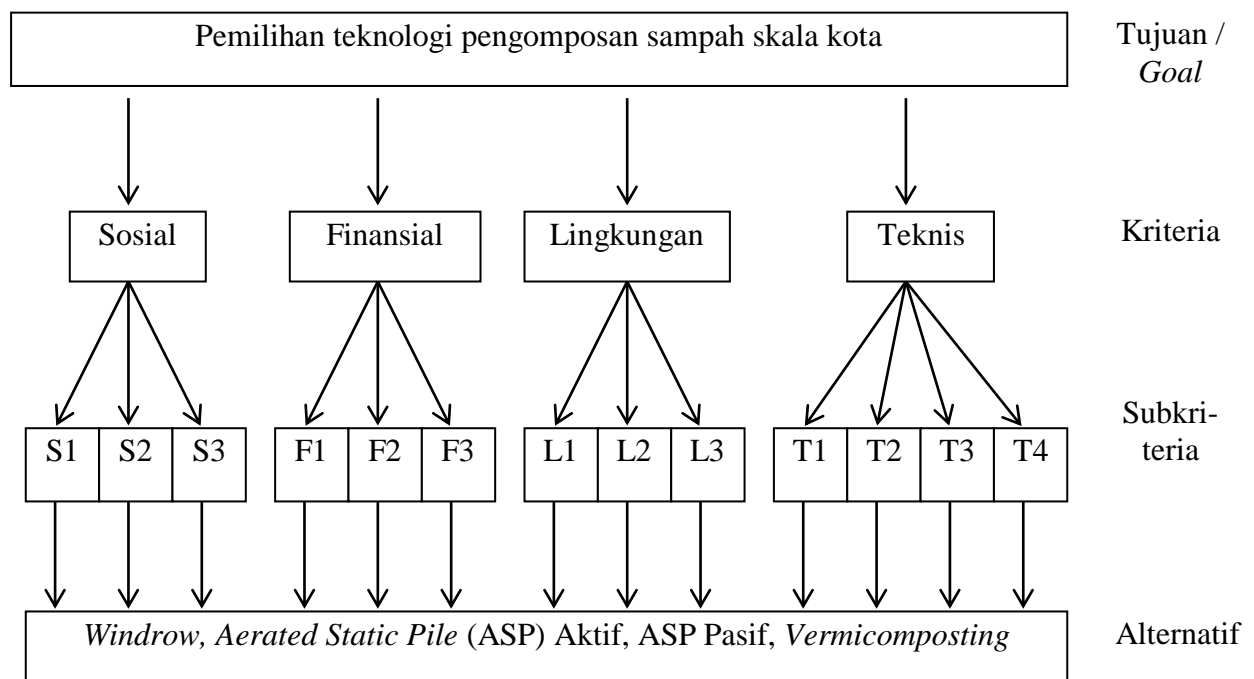 Pemilihan teknologi pengomposan sampah skala kota
Tujuan /
Goal
Sosial
Finansial
Lingkungan
Teknis
Kriteria
S1
S2
S3
F1
F2
F3
L1
L2
L3
T1
T2
T3
T4
Subkri-
teria
Windrow, Aerated Static Pile (ASP) Aktif, ASP Pasif, Vermicomposting
Alternatif